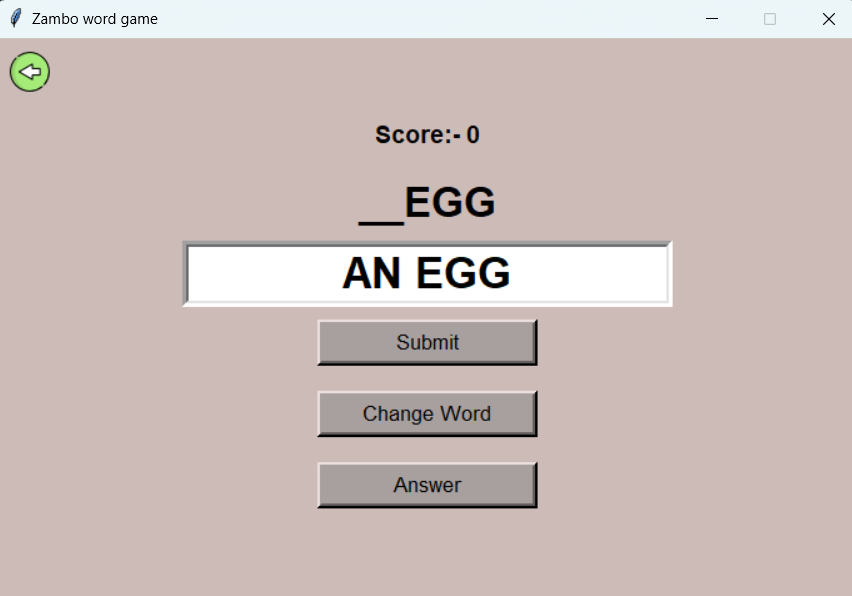 Zambo word game
Score:- 0
__EGG
AN EGG
Submit
Change Word
Answer